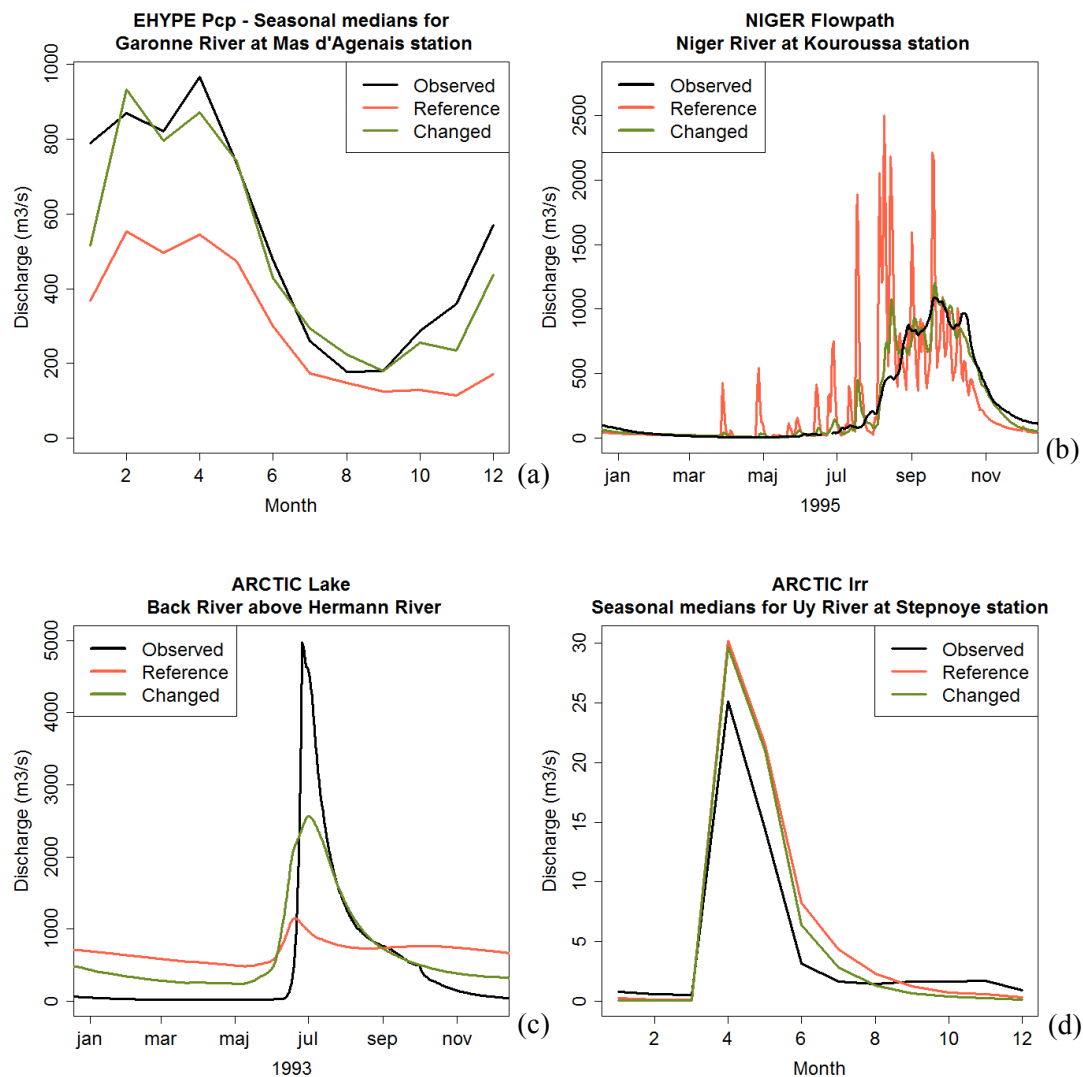 EHYPE Pcp - Seasonal medians for
Garonne River at Mas d'Agenais station
Observed
Reference
Changed
Discharge (m3/s)
0
200
400
600
800
1000
2
4
6
8
10
12
Month
(a)
NIGER Flowpath
Niger River at Kouroussa station
Observed
Reference
Changed
Discharge (m3/s)
0
500
1000
1500
2000
2500
jan
mar
maj
jul
sep
nov
1995
(b)
ARCTIC Lake
Back River above Hermann River
Observed
Reference
Changed
Discharge (m3/s)
0
1000
2000
3000
4000
5000
jan
mar
maj
jul
sep
nov
1993
(c)
ARCTIC Irr
Seasonal medians for Uy River at Stepnoye station
Observed
Reference
Changed
Discharge (m3/s)
0
5
10
15
20
25
30
2
4
6
8
10
12
Month
(d)